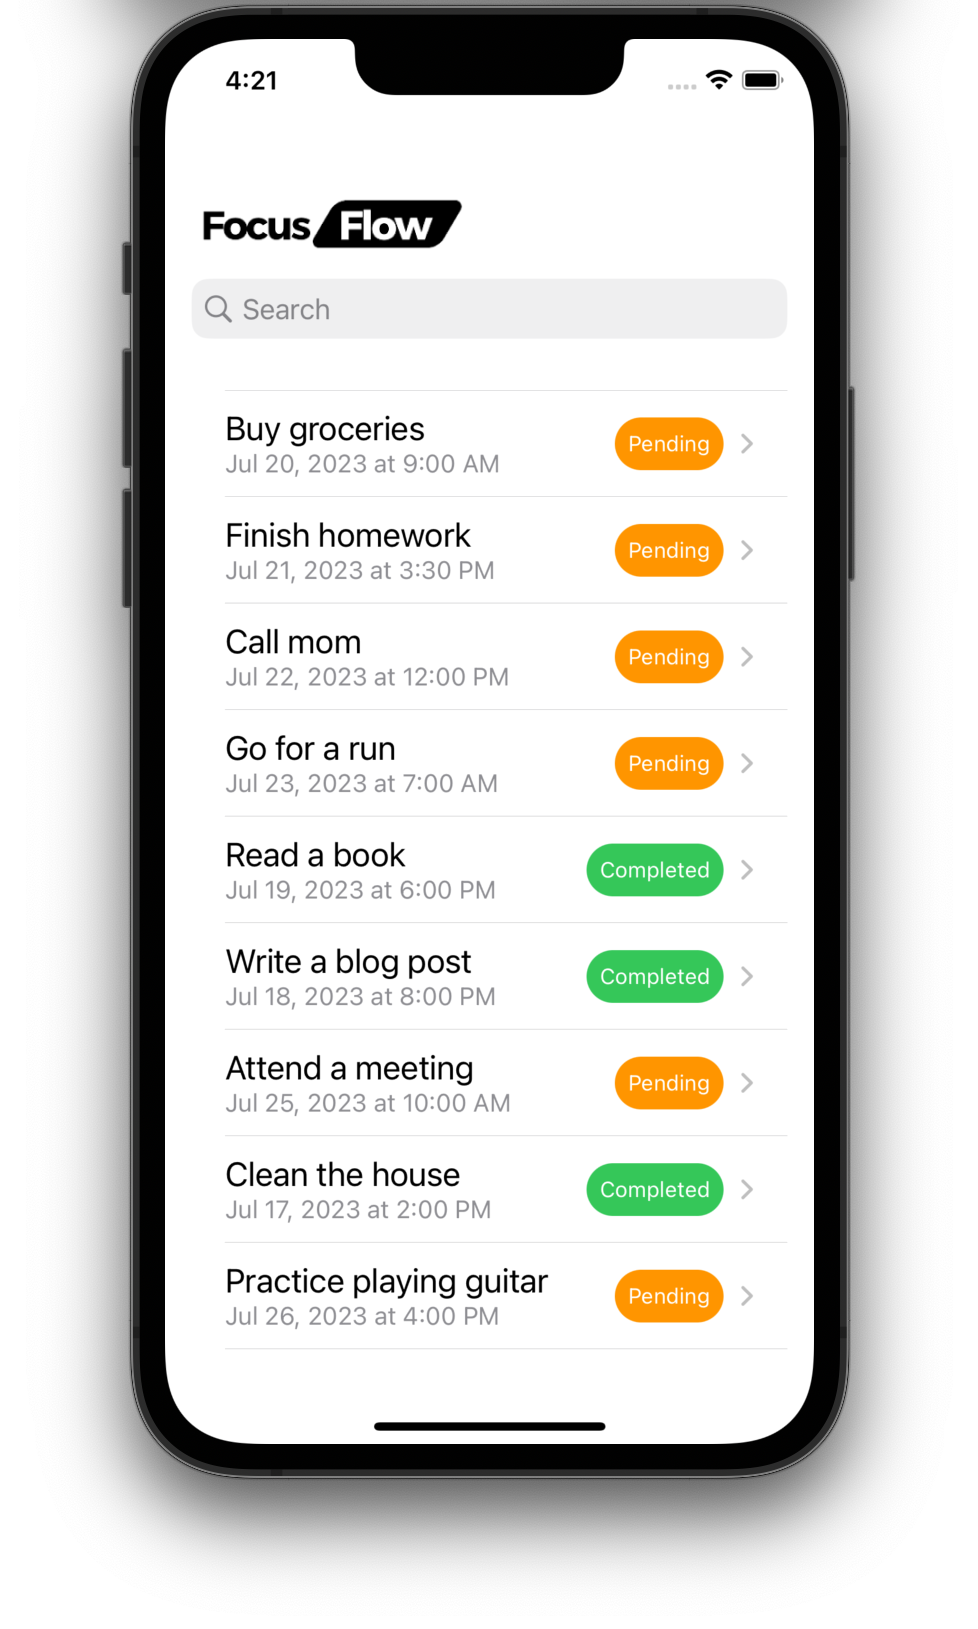 4:21
Focus Flow
Search
Buy groceries
Pending
Jul 20, 2023 at 9:00 AM
Finish homework
Pending
Jul 21, 2023 at 3:30 PM
Call mom
Pending
Jul 22, 2023 at 12:00 PM
Go for a run
Pending
Jul 23, 2023 at 7:00 AM
Read a book
Completed
Jul 19, 2023 at 6:00 PM
Write a blog post
Completed
Jul 18, 2023 at 8:00 PM
Attend a meeting
Pending
Jul 25, 2023 at 10:00 AM
Clean the house
Completed
Jul 17, 2023 at 2:00 PM
Practice playing guitar
Pending
Jul 26, 2023 at 4:00 PM